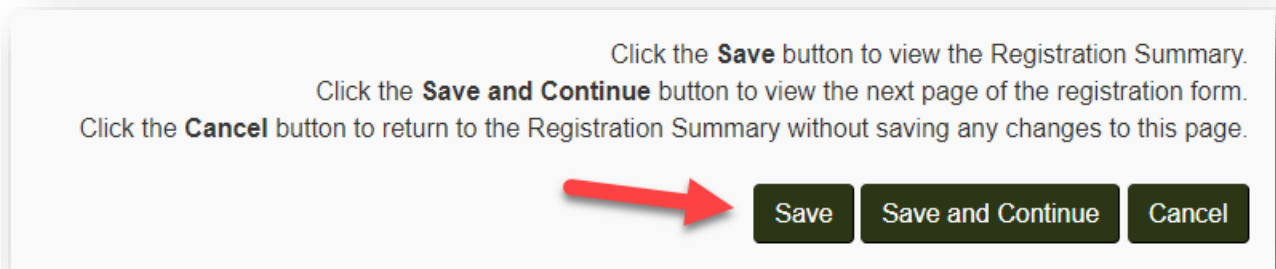 Click the Save button to view the Registration Summary.
Click the Save and Continue button to view the next page of the registration form.
Click the Cancel button to return to the Registration Summary without saving any changes to this page.
Save Save and Continue Cancel